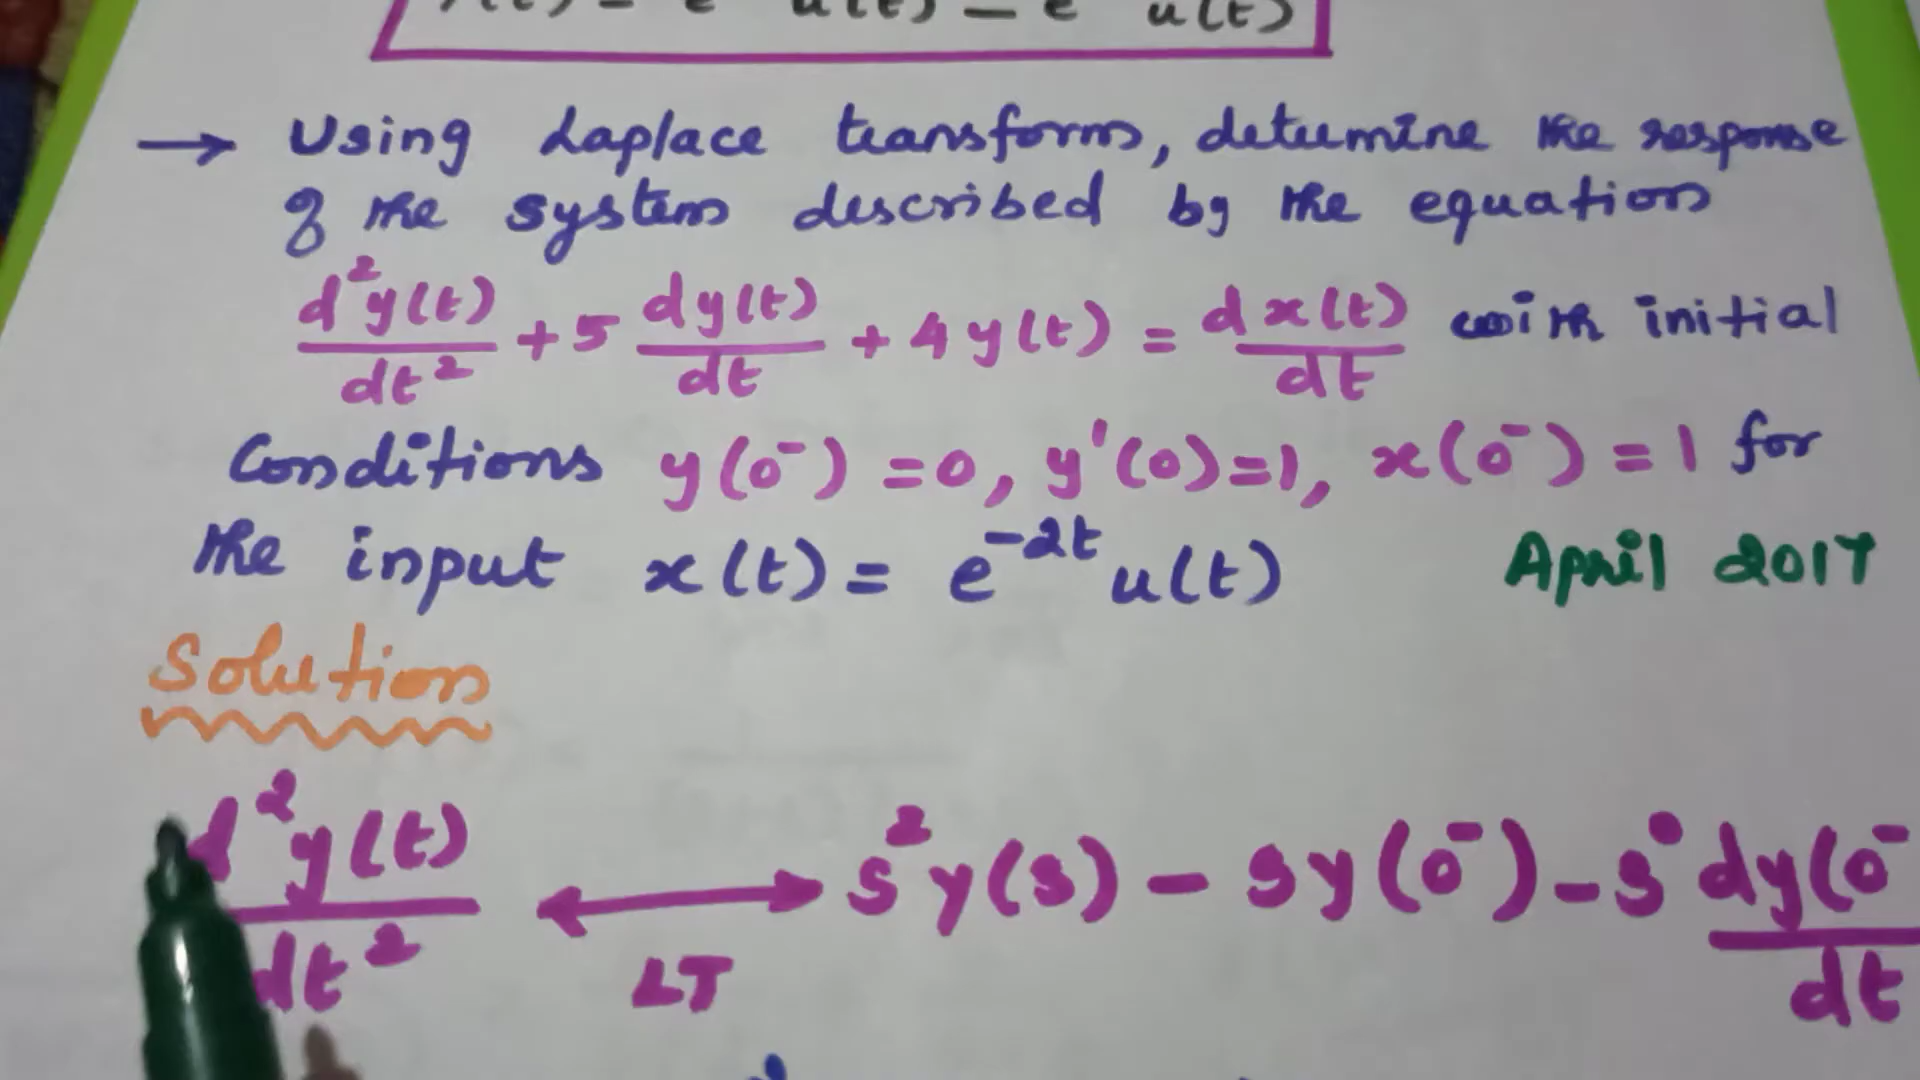 u(t) – e u(t)
→ Using Laplace transform, determine the response
of the system described by the equation
d²y(t)/dt² + 5 dy(t)/dt + 4y(t) = dx(t)/dt with initial
Conditions y(0⁻) = 0, y'(0) = 1, x(0⁻) = 1 for
the input x(t) = e⁻²ᵗ u(t) April 2017
Solution
d²y(t)/dt² ↔ LT s²y(s) – sy(0⁻) – s⁰ dy(0⁻/dt